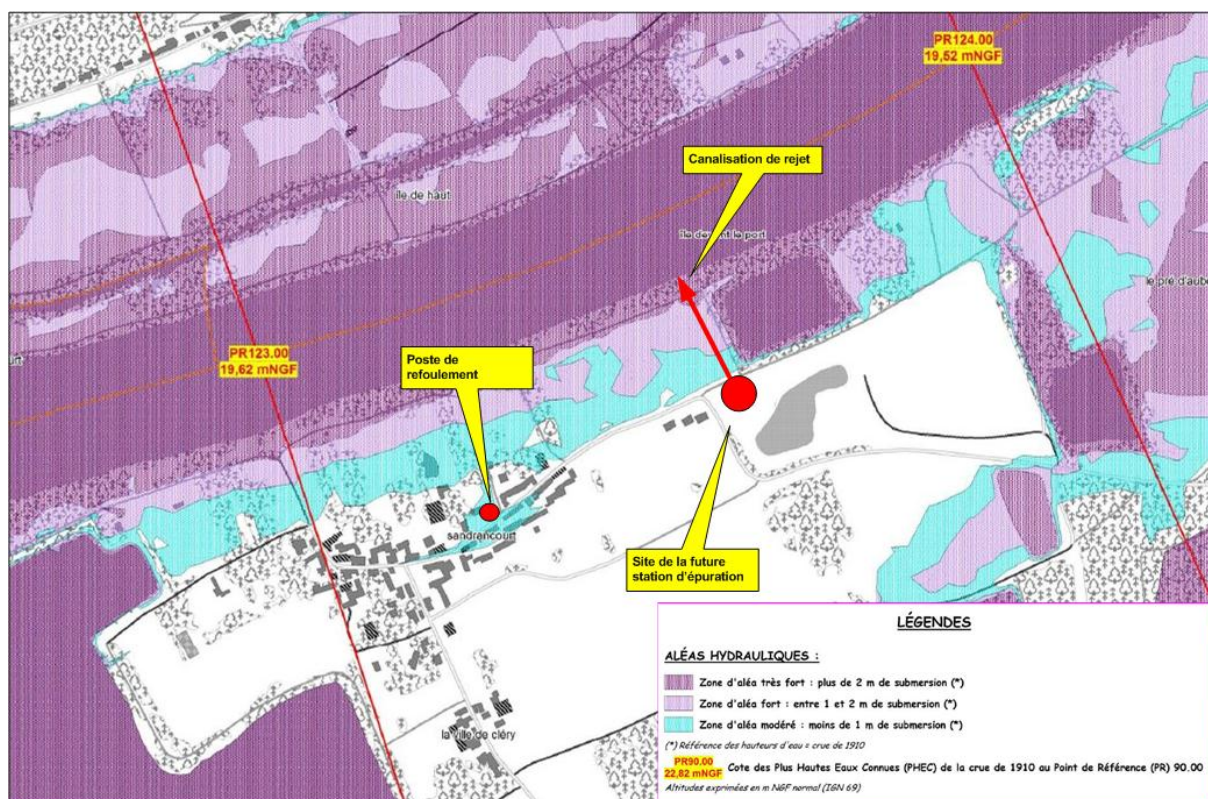 PR124.00
19,52 mNGF
Canalisation de rejet
île de haut
le pré d'aube
PR123.00
19,62 mNGF
Poste de
refoulement
sandrancourt
Site de la future
station d'épuration
la ville de cléry
LÉGENDES
ALÉAS HYDRAULIQUES :
Zone d'aléa très fort : plus de 2 m de submersion (*)
Zone d'aléa fort : entre 1 et 2 m de submersion (*)
Zone d'aléa modéré : moins de 1 m de submersion (*)
(*) Référence des hauteurs d'eau = crue de 1910
PR90.00
22,82 mNGF
Cote des Plus Hautes Eaux Connues (PHEC) de la crue de 1910 au Point de Référence (PR) 90.00
Altitudes exprimées en m NGF normal (IGN 69)